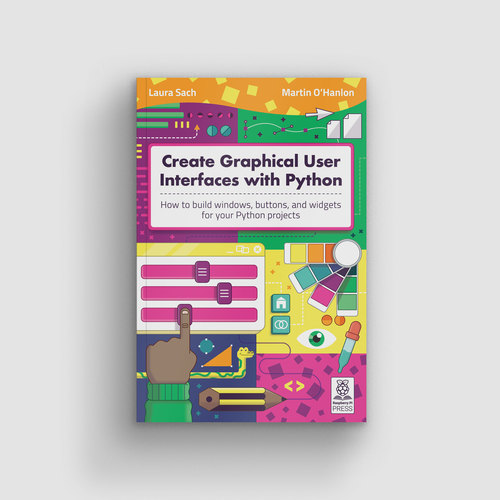 Laura Sach
Martin O'Hanlon
Create Graphical User
Interfaces with Python
How to build windows, buttons, and widgets
for your Python projects
< >
Raspberry Pi
PRESS